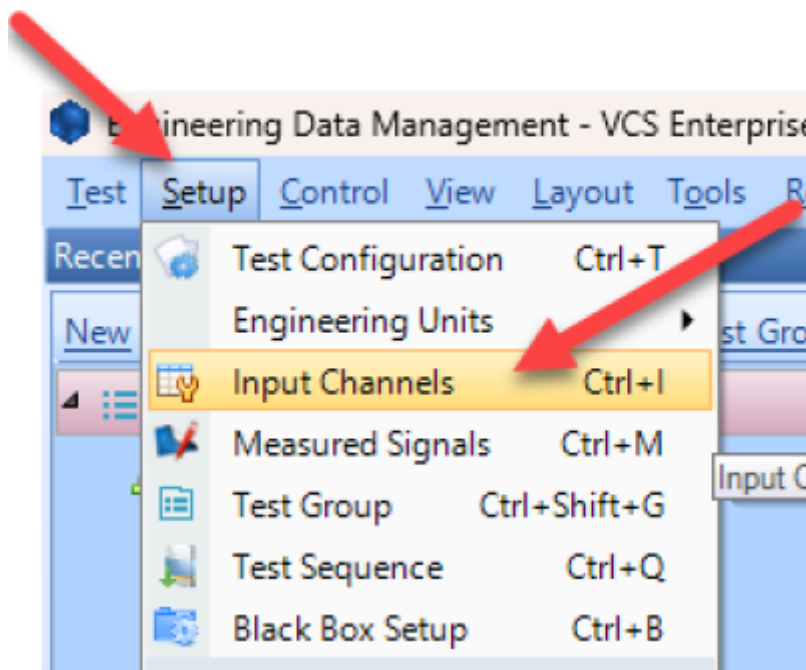 Engineering Data Management - VCS Enterprise
Test Setup Control View Layout Tools
Recen
New st Gro
Test Configuration Ctrl+T
Engineering Units
Input Channels Ctrl+I
Measured Signals Ctrl+M
Input C
Test Group Ctrl+Shift+G
Test Sequence Ctrl+Q
Black Box Setup Ctrl+B